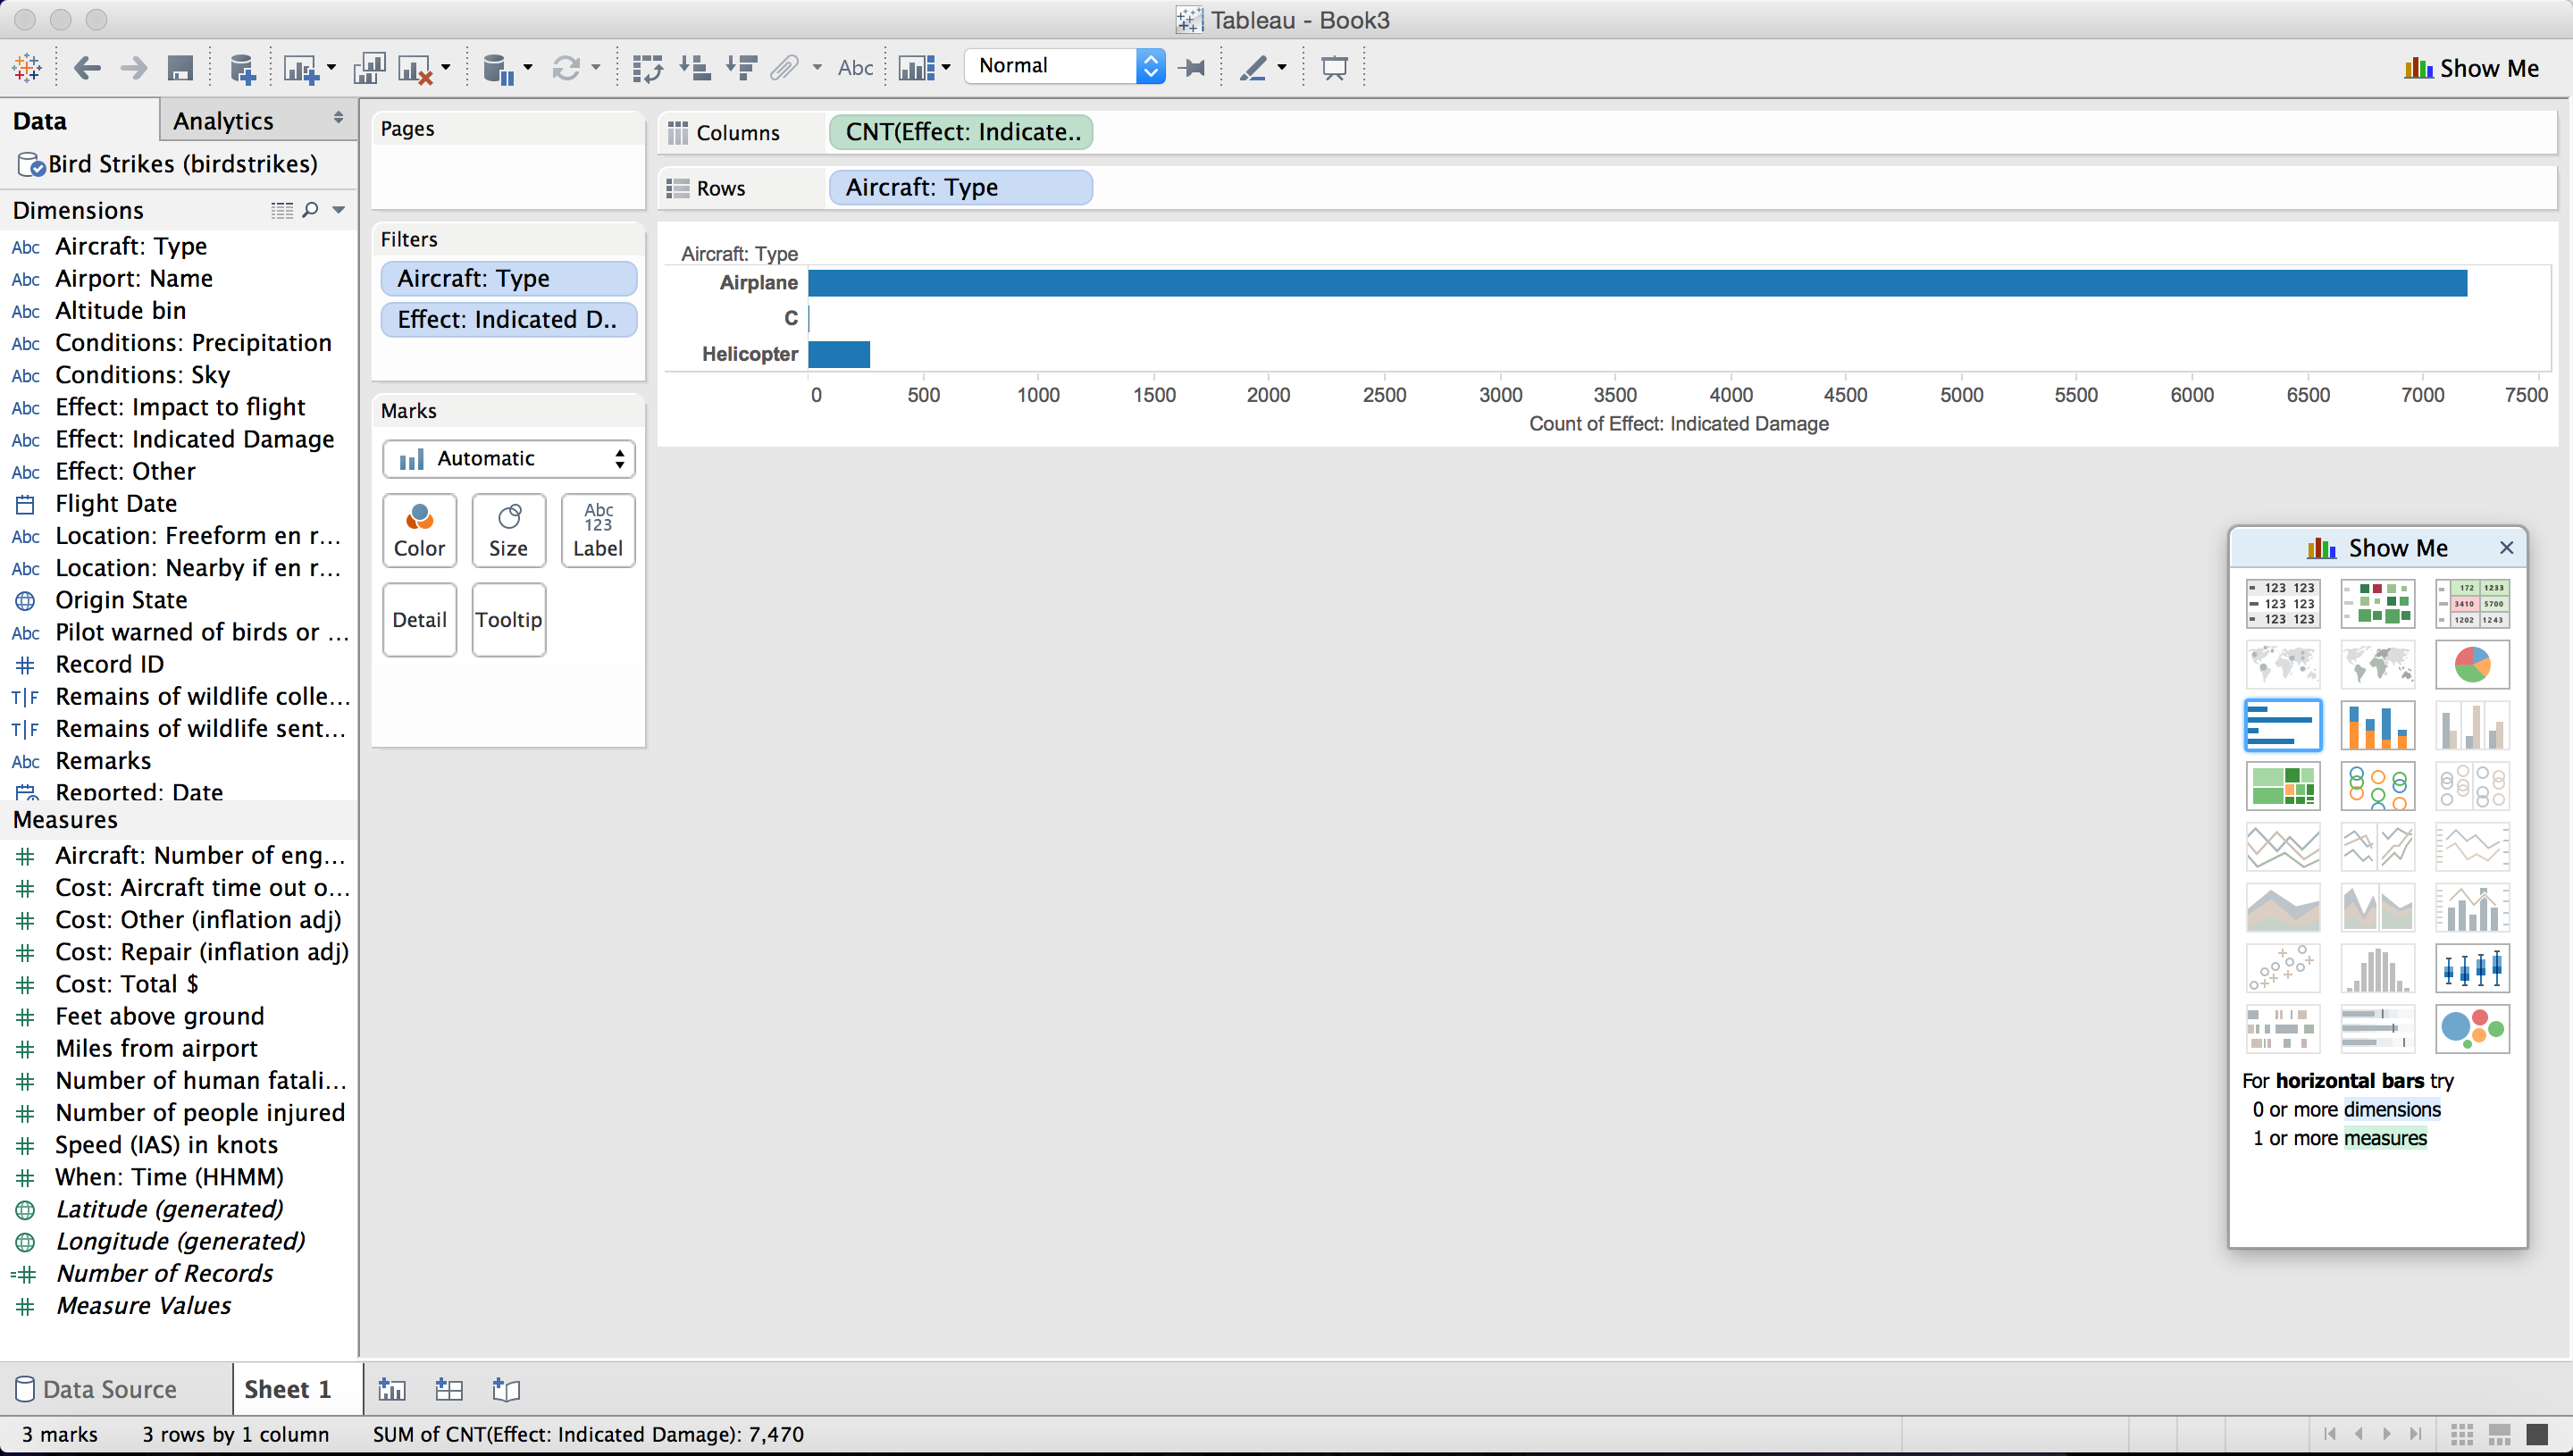 Tableau - Book3
Abc
Normal
Show Me
Data
Analytics
Bird Strikes (birdstrikes)
Dimensions
Abc Aircraft: Type
Abc Airport: Name
Abc Altitude bin
Abc Conditions: Precipitation
Abc Conditions: Sky
Abc Effect: Impact to flight
Abc Effect: Indicated Damage
Abc Effect: Other
Flight Date
Abc Location: Freeform en r...
Abc Location: Nearby if en r...
Origin State
Abc Pilot warned of birds or ...
# Record ID
T|F Remains of wildlife colle...
T|F Remains of wildlife sent...
Abc Remarks
Reported: Date
Measures
# Aircraft: Number of eng...
# Cost: Aircraft time out o...
# Cost: Other (inflation adj)
# Cost: Repair (inflation adj)
# Cost: Total $
# Feet above ground
# Miles from airport
# Number of human fatali...
# Number of people injured
# Speed (IAS) in knots
# When: Time (HHMM)
Latitude (generated)
Longitude (generated)
=# Number of Records
# Measure Values
Pages
Filters
Aircraft: Type
Effect: Indicated D..
Marks
Automatic
Color
Size
Abc
123
Label
Detail
Tooltip
Columns
CNT(Effect: Indicate..
Rows
Aircraft: Type
Aircraft: Type
Airplane
C
Helicopter
0 500 1000 1500 2000 2500 3000 3500 4000 4500 5000 5500 6000 6500 7000 7500
Count of Effect: Indicated Damage
Show Me
123 123
123 123
123 123
172 1233
3410 5700
1202 1243
For horizontal bars try
0 or more dimensions
1 or more measures
Data Source
Sheet 1
3 marks
3 rows by 1 column
SUM of CNT(Effect: Indicated Damage): 7,470